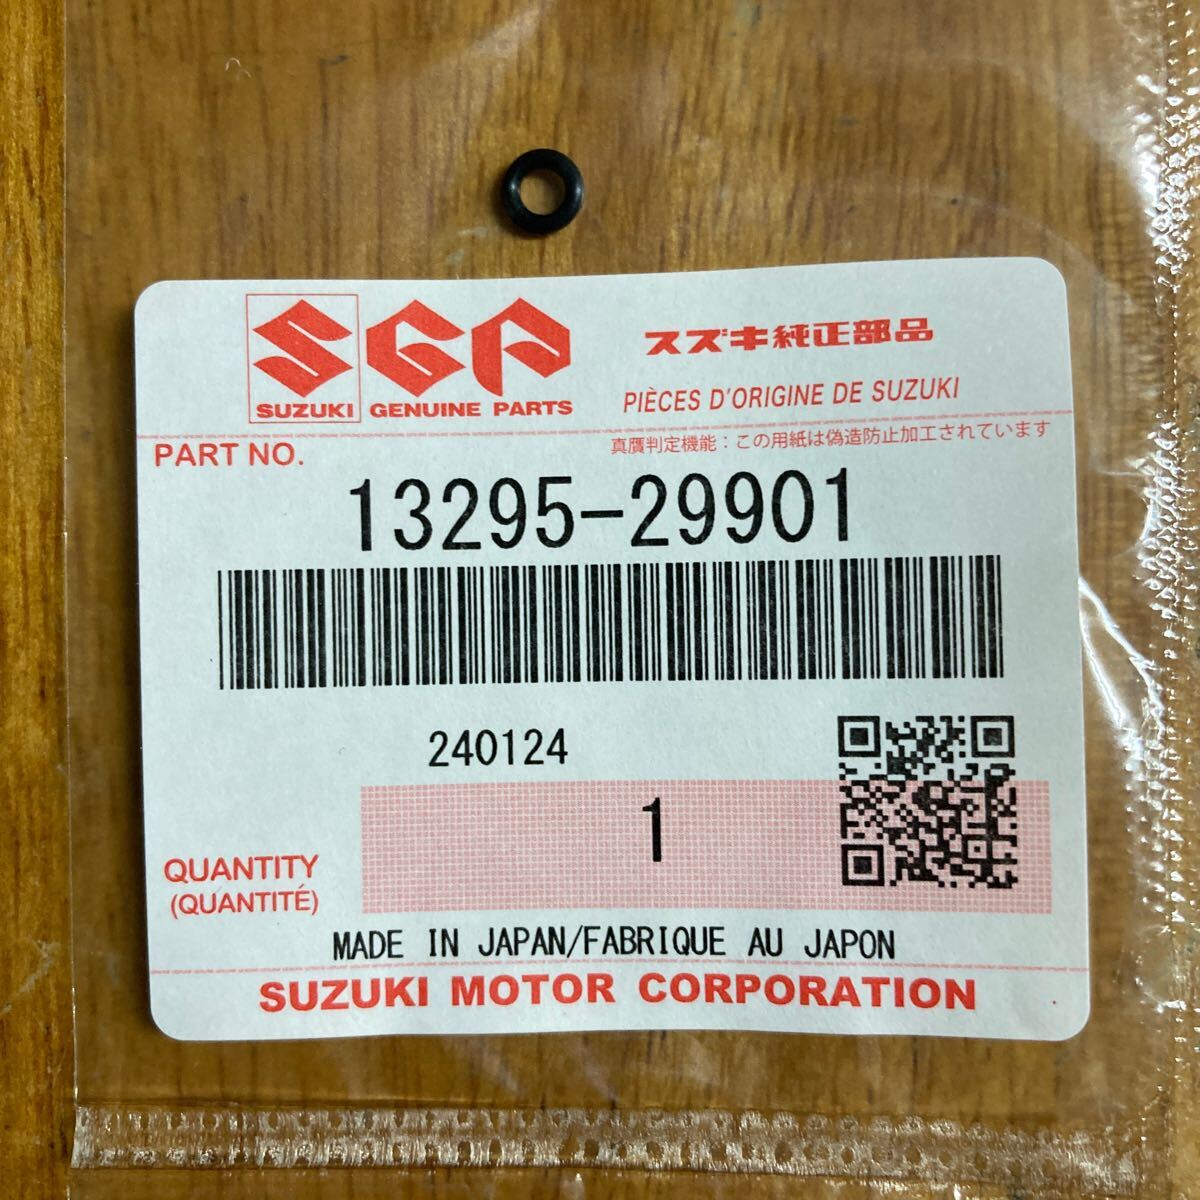 SUZUKI
SGP
GENUINE PARTS
スズキ純正部品
PIÈCES D'ORIGINE DE SUZUKI
PART NO.
真贋判定機能：この用紙は偽造防止加工されています
13295-29901
240124
1
QUANTITY
(QUANTITÉ)
MADE IN JAPAN/FABRIQUE AU JAPON
SUZUKI MOTOR CORPORATION